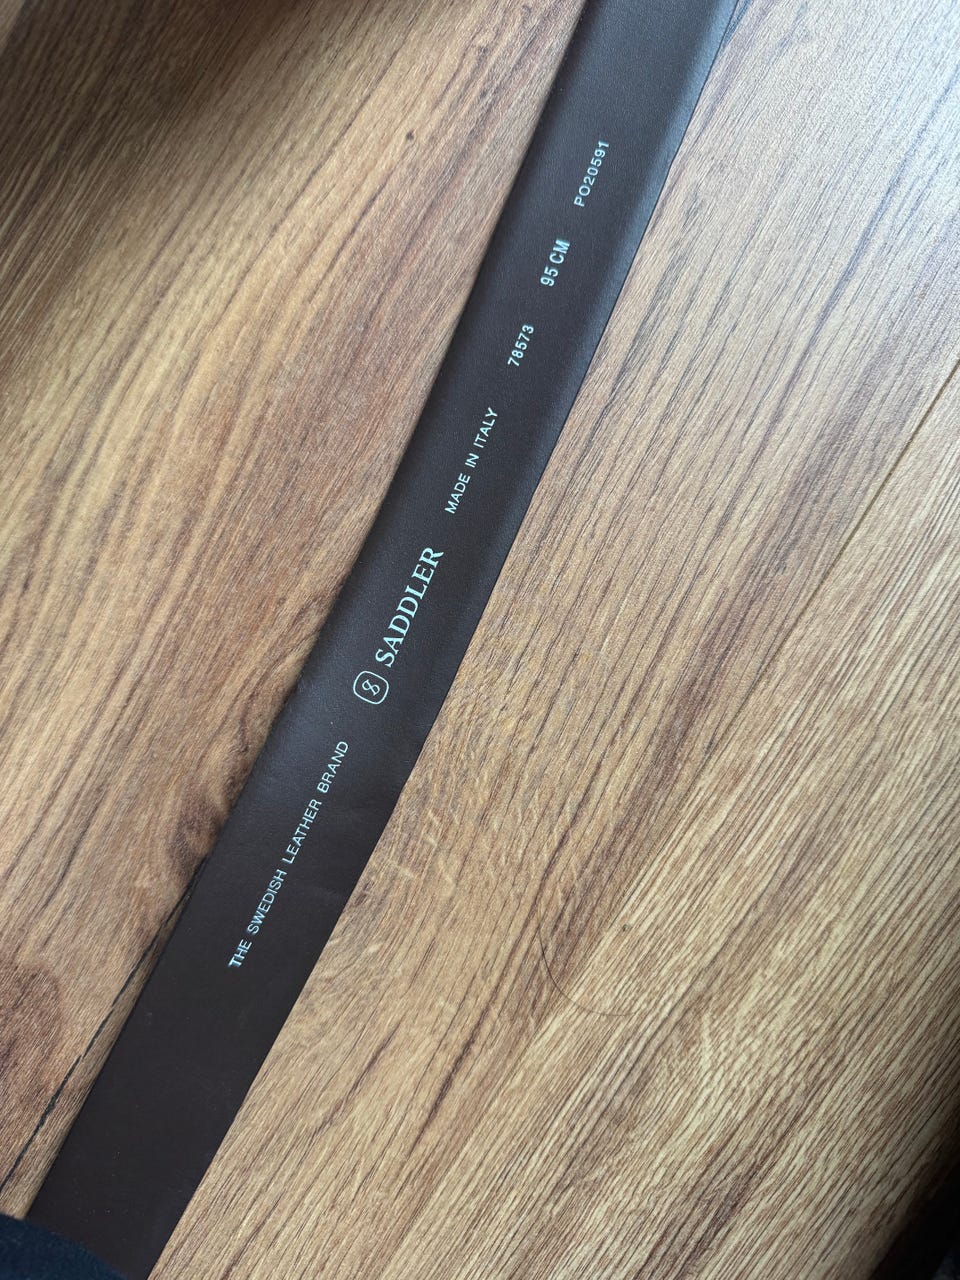 THE SWEDISH LEATHER BRAND
SADDLER
MADE IN ITALY
78573
95 CM
PO20591